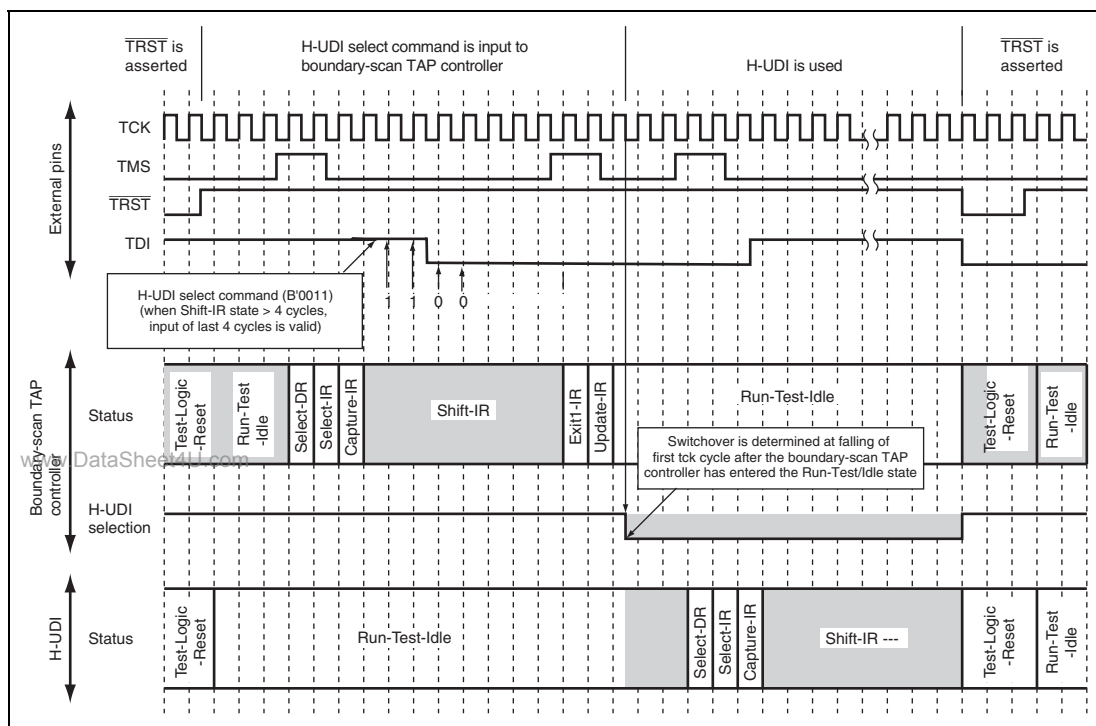 TRST is
asserted
H-UDI select command is input to
boundary-scan TAP controller
H-UDI is used
TRST is
asserted
External pins
TCK
TMS
TRST
TDI
H-UDI select command (B'0011)
(when Shift-IR state > 4 cycles,
input of last 4 cycles is valid)
1 1 0 0
Boundary-scan TAP
controller
Status
Test-Logic
-Reset
Run-Test
-Idle
Select-DR
Select-IR
Capture-IR
Shift-IR
Exit1-IR
Update-IR
Run-Test-Idle
Test-Logic
-Reset
Run-Test
-Idle
Switchover is determined at falling of
first tck cycle after the boundary-scan TAP
controller has entered the Run-Test/Idle state
www.DataSheet4U.com
H-UDI
selection
H-UDI
Status
Test-Logic
-Reset
Run-Test-Idle
Select-DR
Select-IR
Capture-IR
Shift-IR ---
Test-Logic
-Reset
Run-Test
-Idle